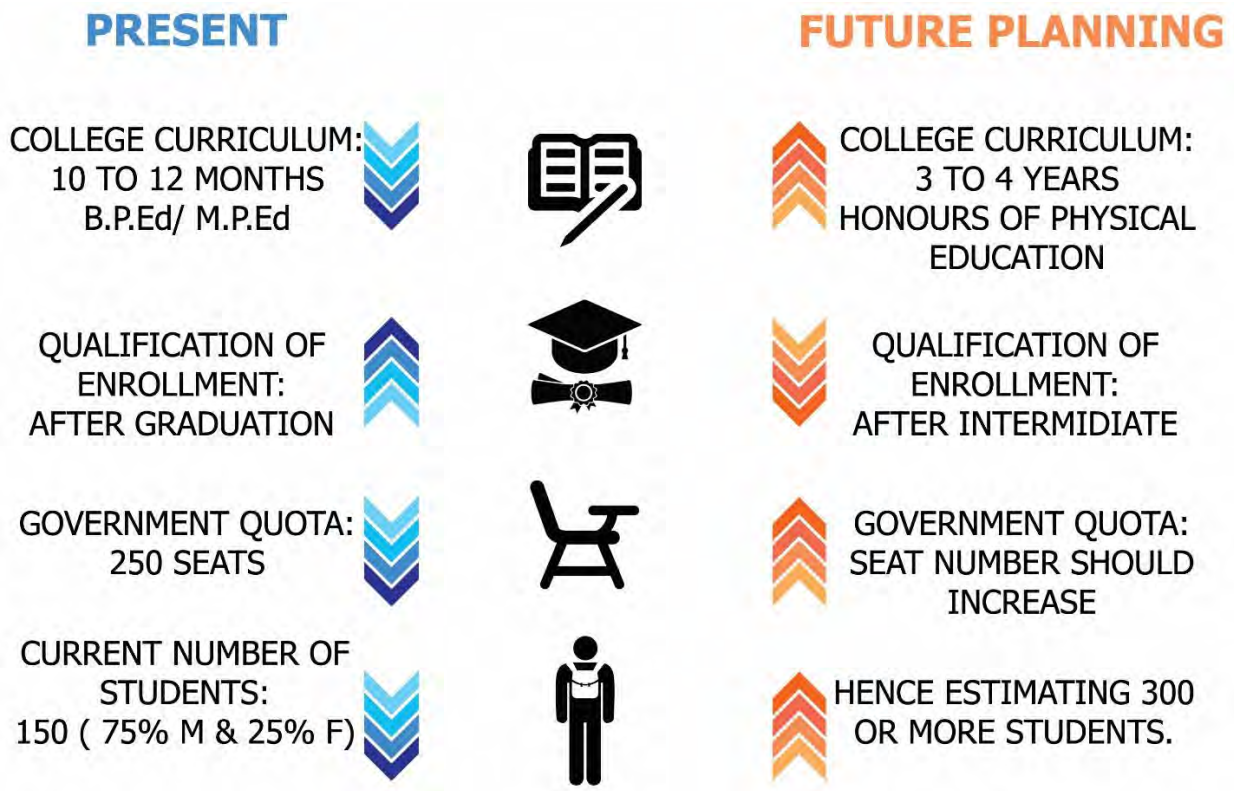 PRESENT
COLLEGE CURRICULUM:
10 TO 12 MONTHS
B.P.Ed/ M.P.Ed
QUALIFICATION OF
ENROLLMENT:
AFTER GRADUATION
GOVERNMENT QUOTA:
250 SEATS
CURRENT NUMBER OF
STUDENTS:
150 ( 75% M & 25% F)
FUTURE PLANNING
COLLEGE CURRICULUM:
3 TO 4 YEARS
HONOURS OF PHYSICAL
EDUCATION
QUALIFICATION OF
ENROLLMENT:
AFTER INTERMIDIATE
GOVERNMENT QUOTA:
SEAT NUMBER SHOULD
INCREASE
HENCE ESTIMATING 300
OR MORE STUDENTS.